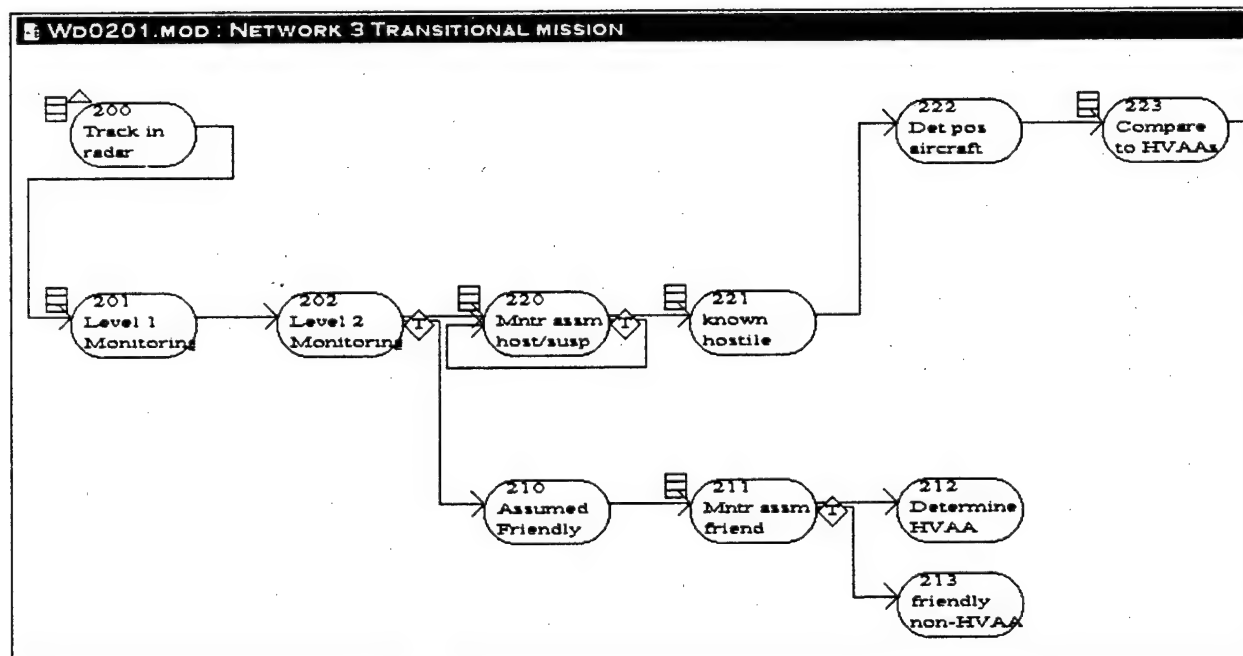 WD0201.MOD : NETWORK 3 TRANSITIONAL MISSION
200
Track in
radar
222
Det pos
aircraft
223
Compare
to HVAAs
201
Level 1
Monitoring
202
Level 2
Monitoring
T
220
Mntr assm
host/susp
T
221
known
hostile
210
Assumed
Friendly
211
Mntr assm
friend
T
212
Determine
HVAA
213
friendly
non-HVAA